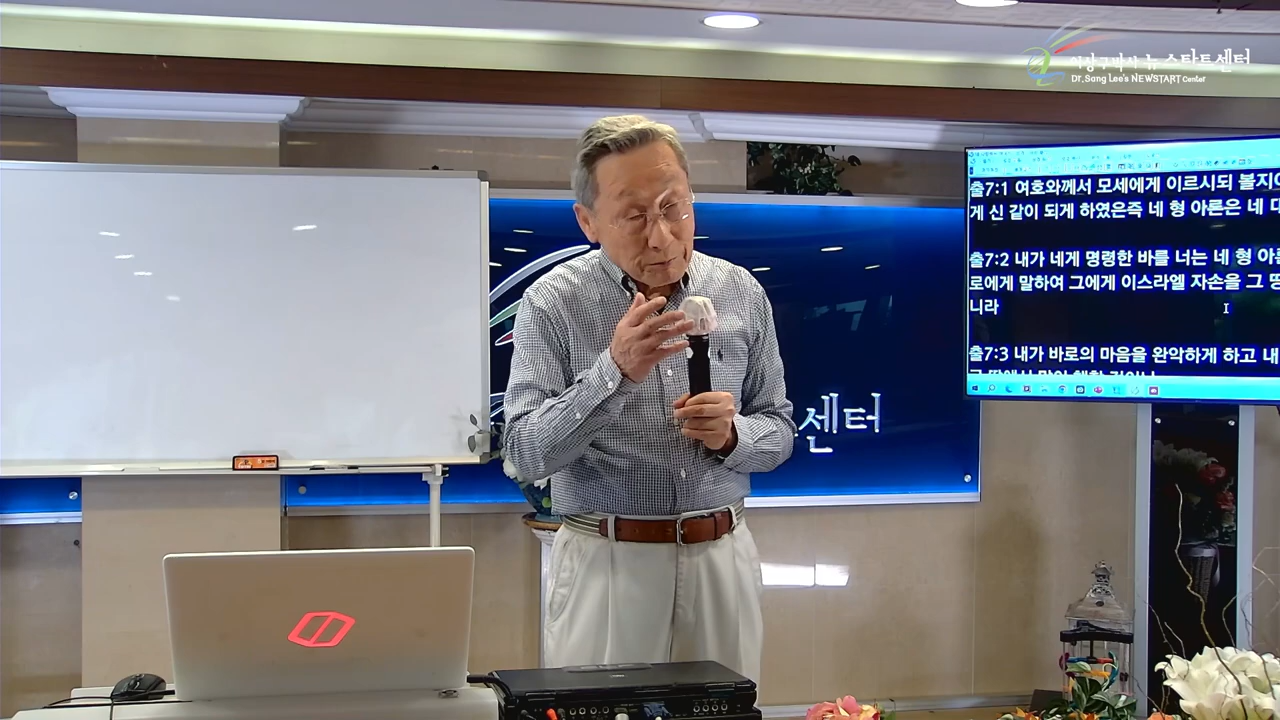 이상구박사 뉴스타트센터
Dr. Sang Lee's NEWSTART Center
출7:1 여호와께서 모세에게 이르시되 볼지어
게 신 같이 되게 하였은즉 네 형 아론은 네 대
출7:2 내가 네게 명령한 바를 너는 네 형 아론
로에게 말하여 그에게 이스라엘 자손을 그 땅
니라
출7:3 내가 바로의 마음을 완악하게 하고 내
센터